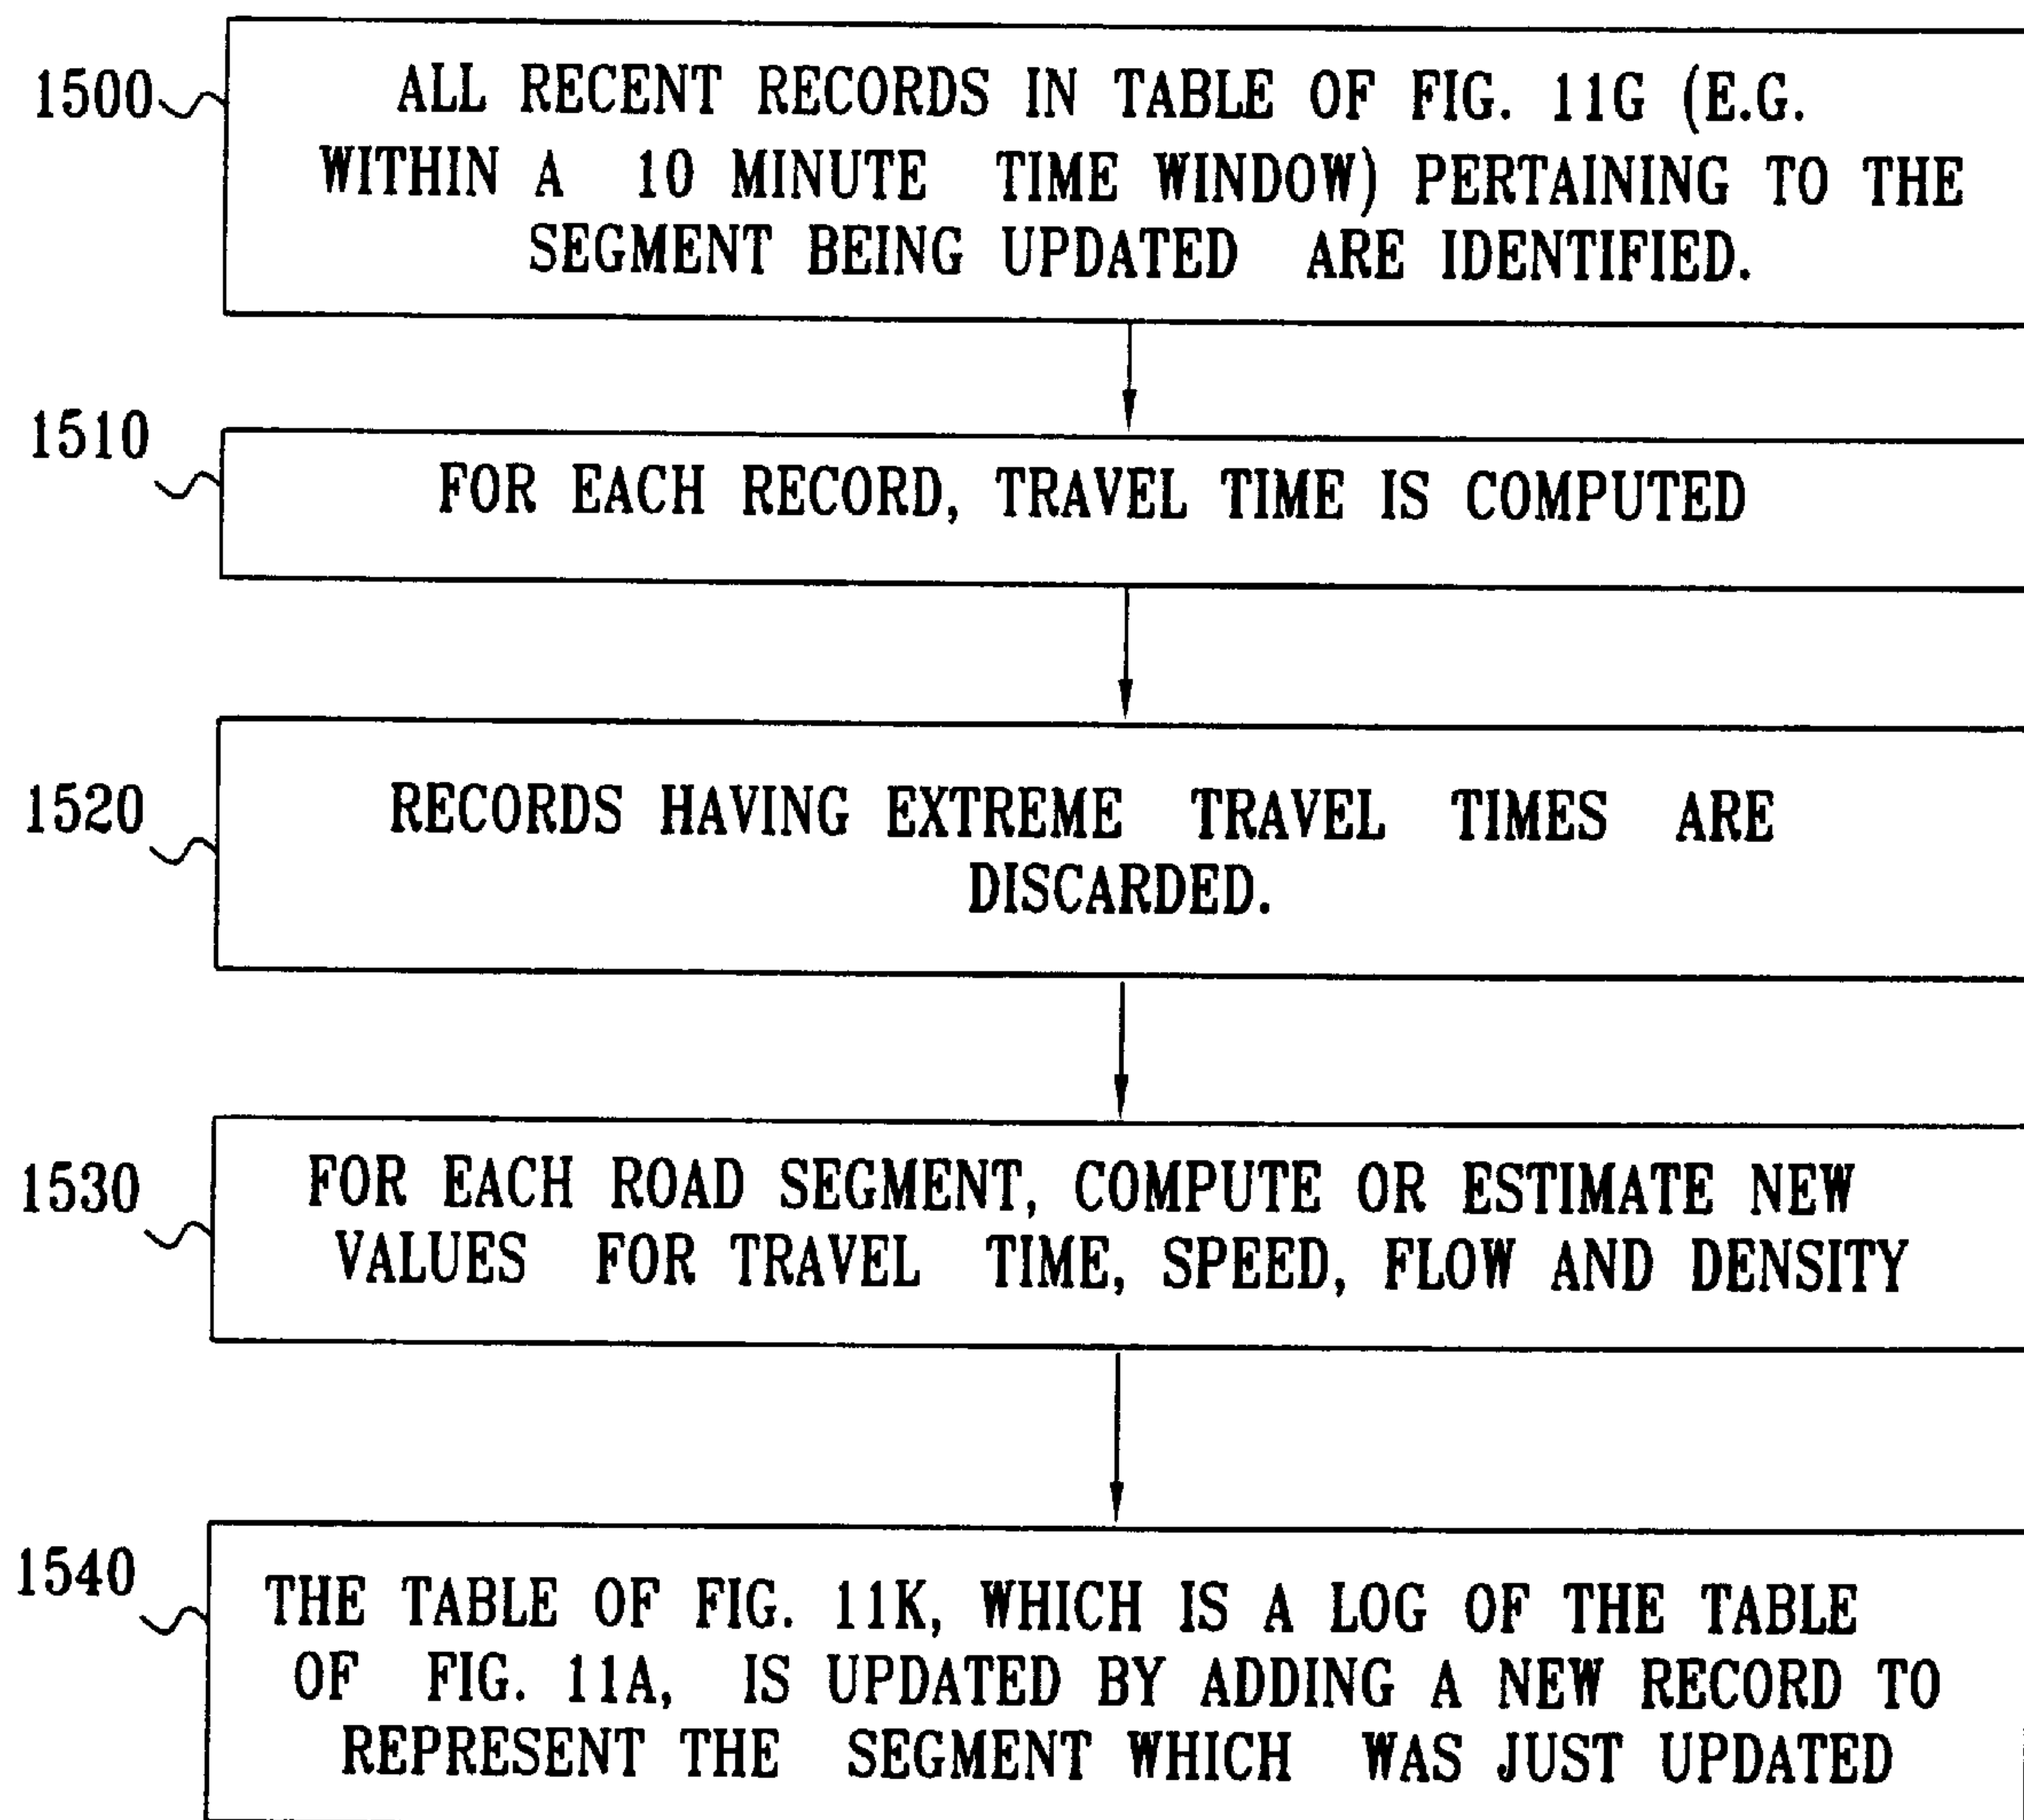 1500
ALL RECENT RECORDS IN TABLE OF FIG. 11G (E.G.
WITHIN A 10 MINUTE TIME WINDOW) PERTAINING TO THE
SEGMENT BEING UPDATED ARE IDENTIFIED.
1510
FOR EACH RECORD, TRAVEL TIME IS COMPUTED
1520
RECORDS HAVING EXTREME TRAVEL TIMES ARE
DISCARDED.
1530
FOR EACH ROAD SEGMENT, COMPUTE OR ESTIMATE NEW
VALUES FOR TRAVEL TIME, SPEED, FLOW AND DENSITY
1540
THE TABLE OF FIG. 11K, WHICH IS A LOG OF THE TABLE
OF FIG. 11A, IS UPDATED BY ADDING A NEW RECORD TO
REPRESENT THE SEGMENT WHICH WAS JUST UPDATED